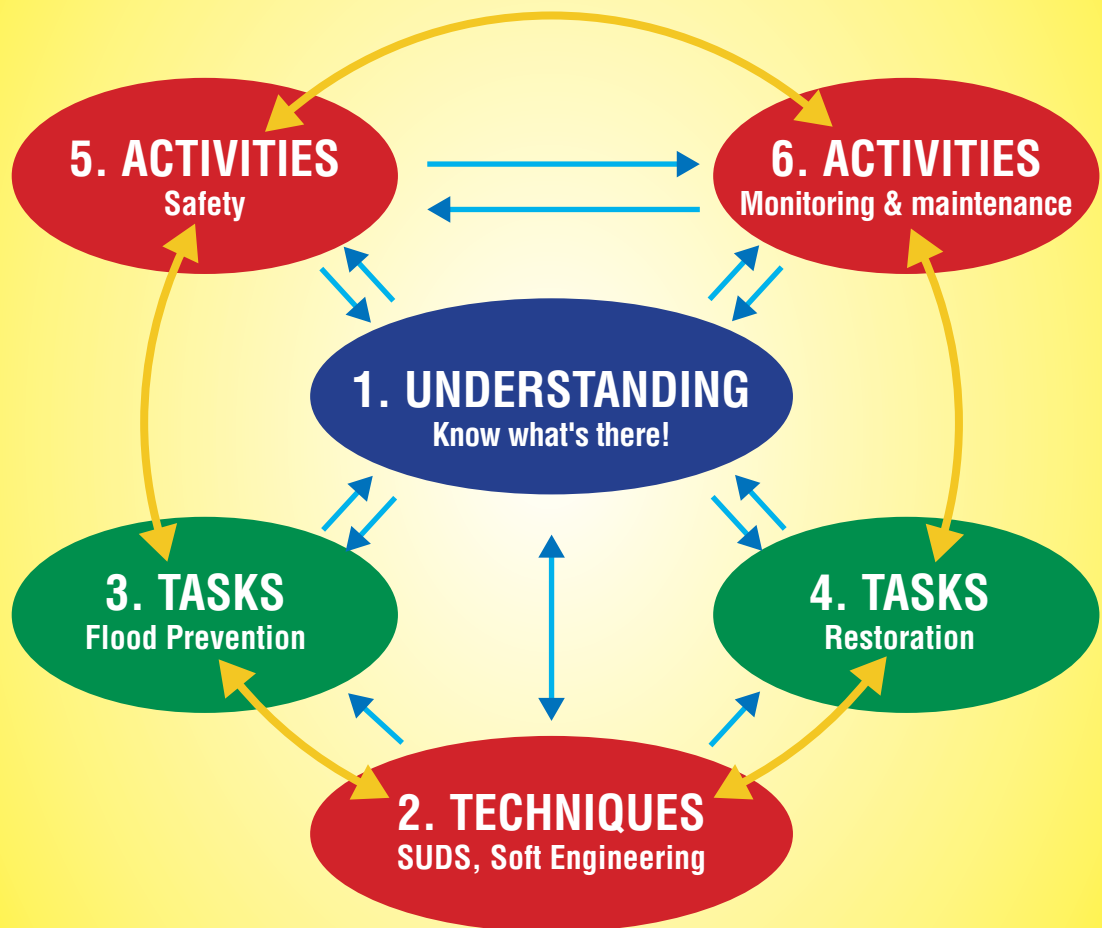 5. ACTIVITIES
Safety
6. ACTIVITIES
Monitoring & maintenance
1. UNDERSTANDING
Know what's there!
3. TASKS
Flood Prevention
4. TASKS
Restoration
2. TECHNIQUES
SUDS, Soft Engineering